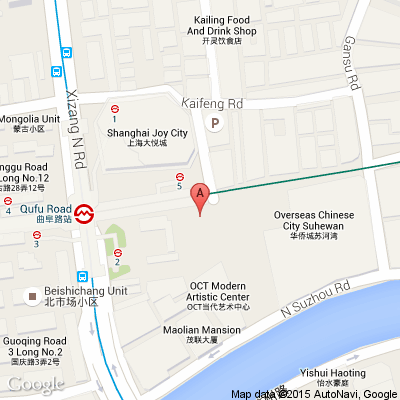 Kailing Food
And Drink Shop
开灵饮食店
Gansu Rd
Xizang N Rd
Kaifeng Rd
1
Mongolia Unit
蒙古小区
P
Shanghai Joy City
上海大悦城
nggu Road
Long No.12
古路28弄12号
5
A
4
Qufu Road
曲阜路站
Overseas Chinese
City Suhewan
华侨城苏河湾
2
Beishichang Unit
北市场小区
OCT Modern
Artistic Center
OCT当代艺术中心
N Suzhou Rd
Maolian Mansion
茂联大厦
Guoqing Road
3 Long No.2
国庆路3弄2号
Yishui Haoting
怡水豪庭
路
Google
Map data ©2015 AutoNavi, Google